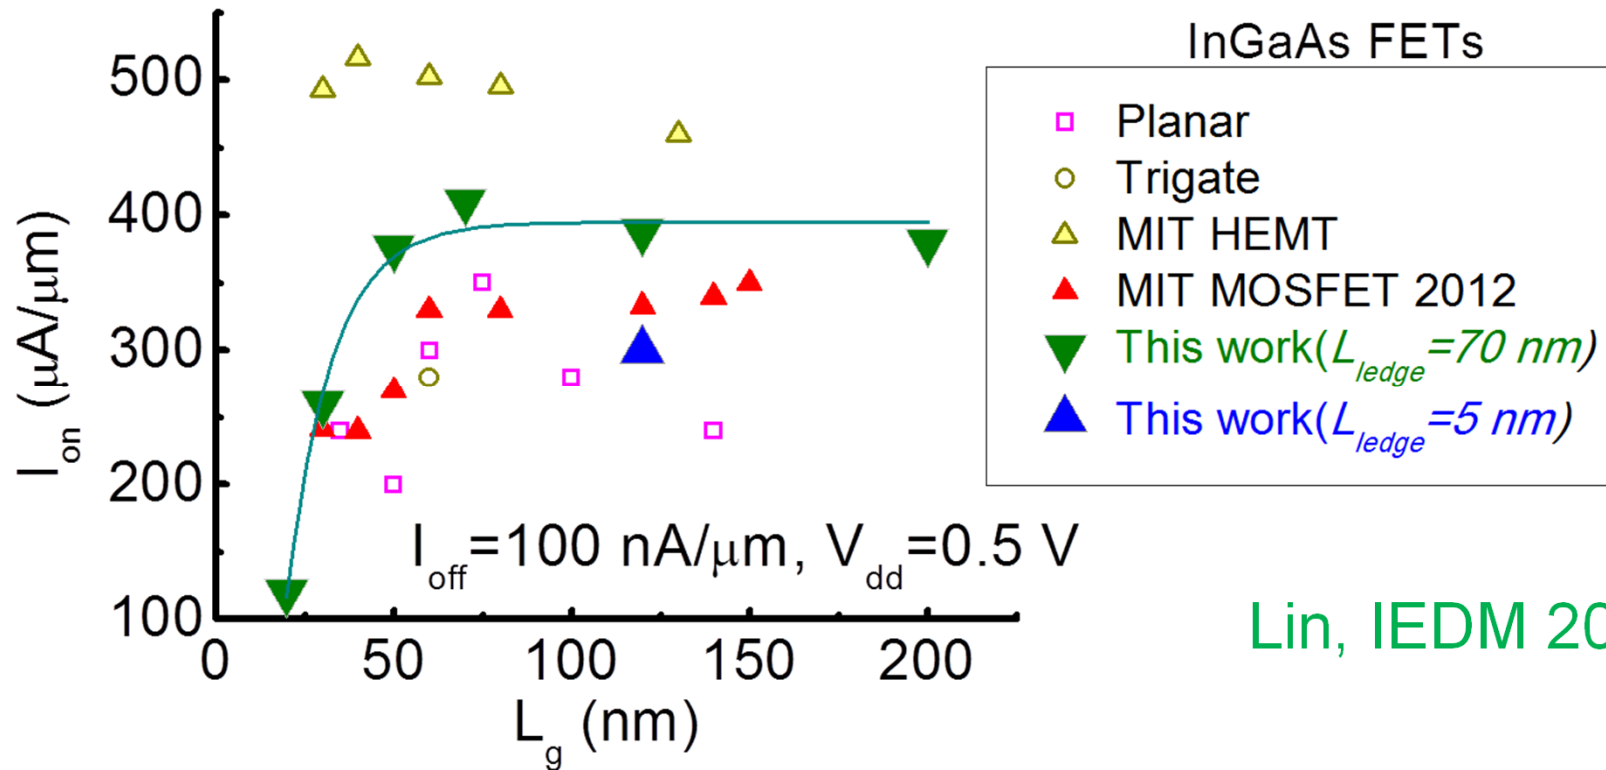 InGaAs FETs
Planar
Trigate
MIT HEMT
MIT MOSFET 2012
This work(Lledge=70 nm)
This work(Lledge=5 nm)
Ion (μA/μm)
500
400
300
200
100
Ioff=100 nA/μm, Vdd=0.5 V
0 50 100 150 200
Lg (nm)
Lin, IEDM 20